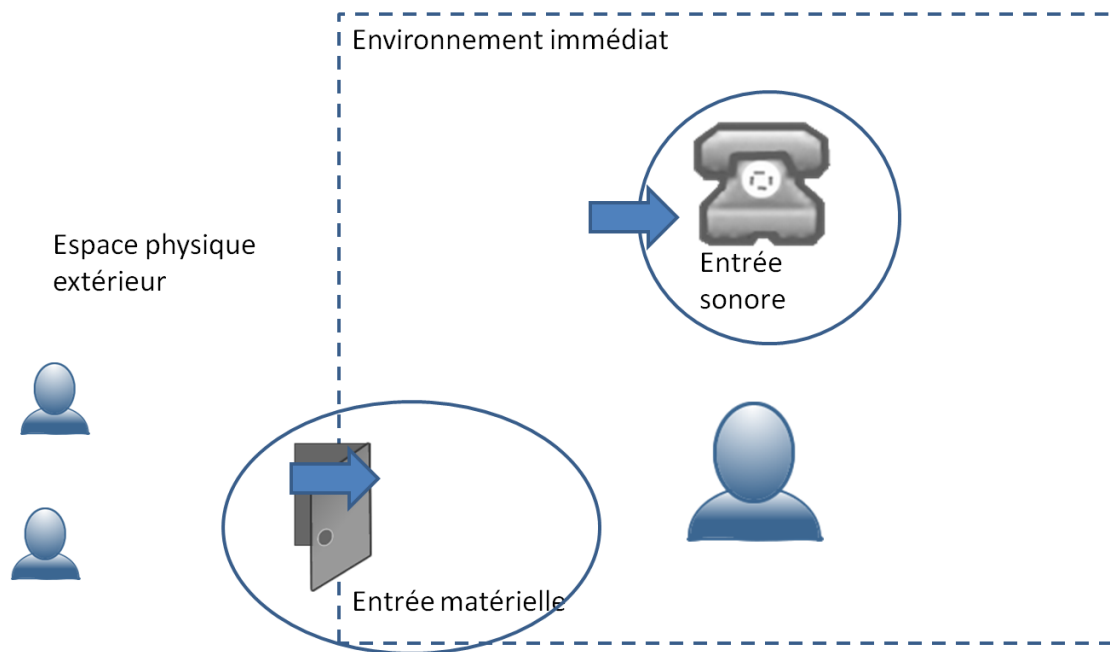 Environnement immédiat
Espace physique
extérieur
Entrée
sonore
Entrée matérielle